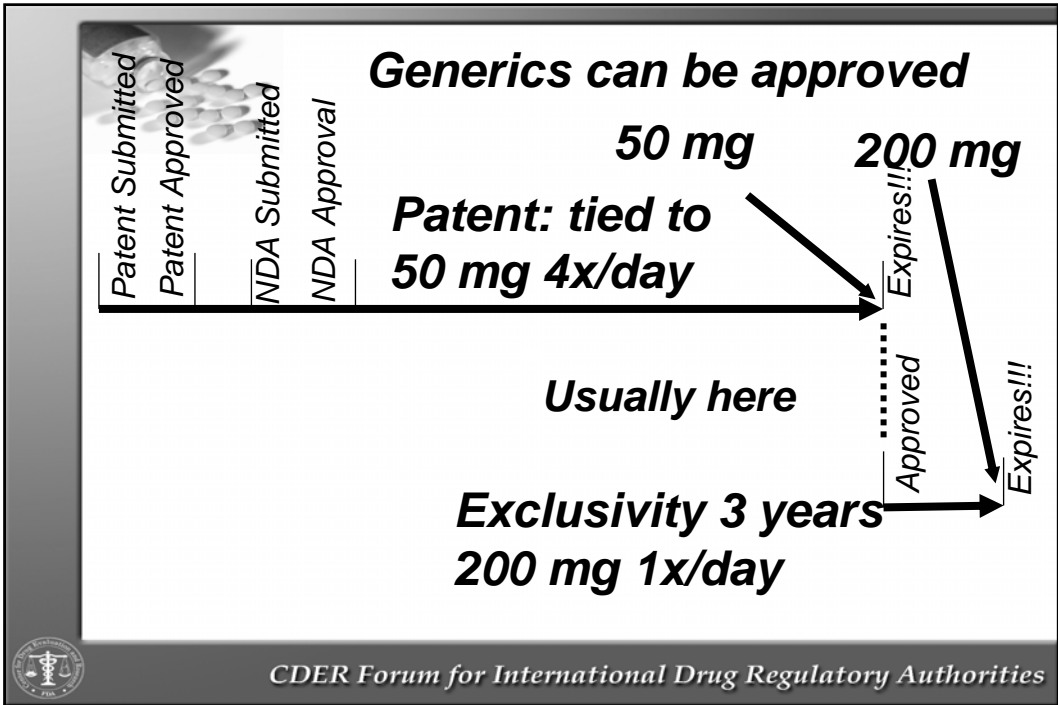 Generics can be approved
50 mg
200 mg
Patent Submitted
Patent Approved
NDA Submitted
NDA Approval
Patent: tied to
50 mg 4x/day
Expires!!!
Usually here
Approved
Expires!!!
Exclusivity 3 years
200 mg 1x/day
CDER Forum for International Drug Regulatory Authorities